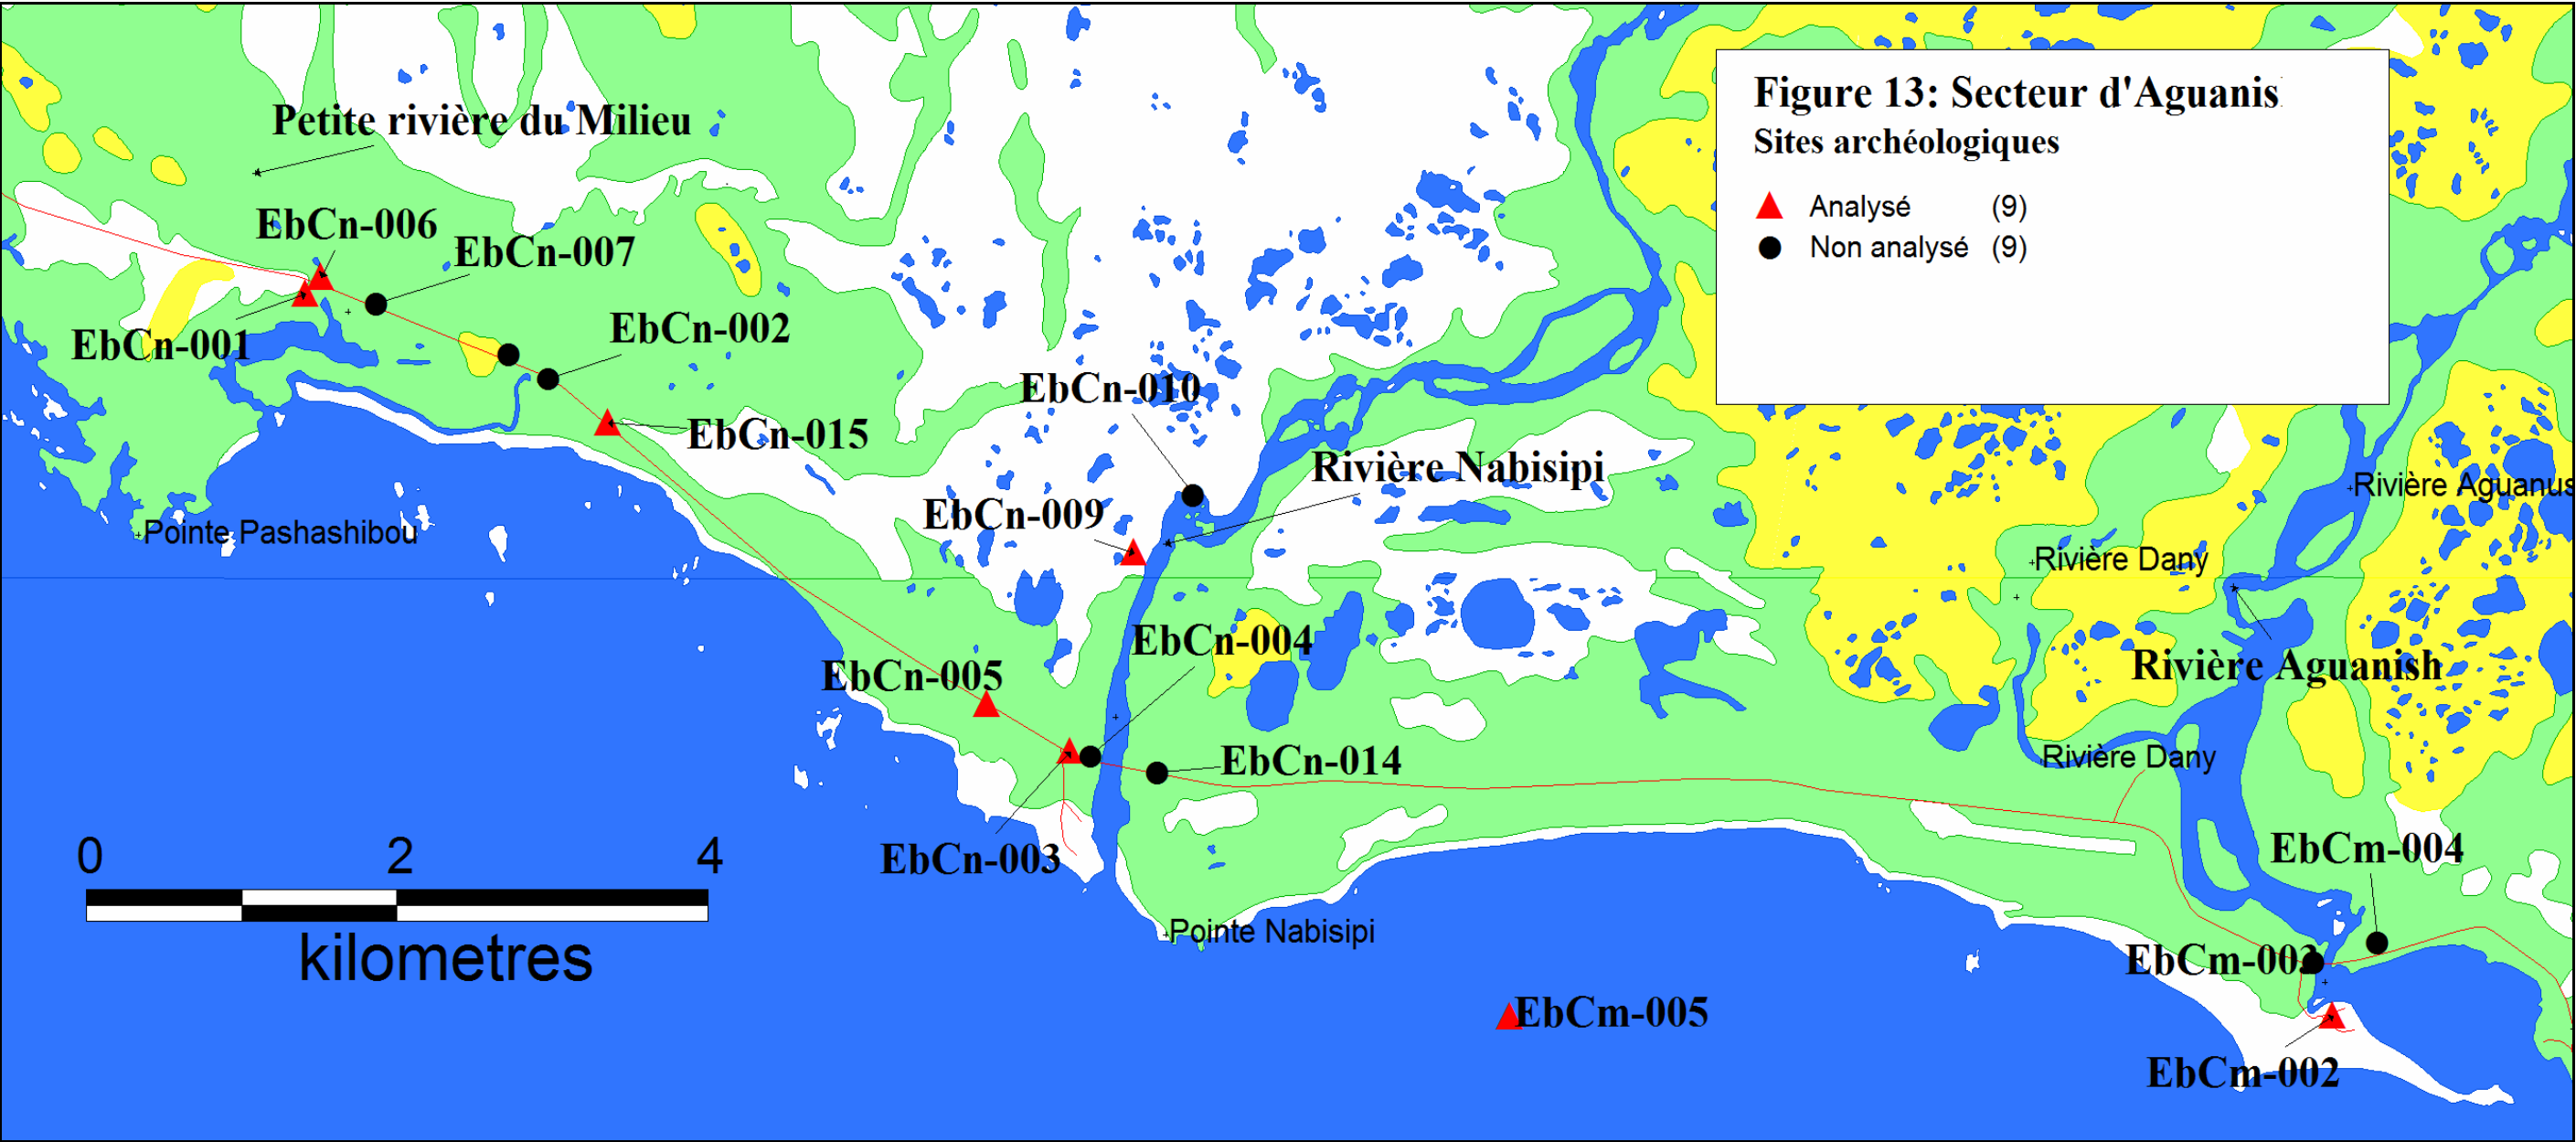 Figure 13: Secteur d'Aguanis
Sites archéologiques
Analysé (9)
Non analysé (9)
Petite rivière du Milieu
EbCn-006
EbCn-007
EbCn-001
EbCn-002
EbCn-015
EbCn-010
Rivière Nabisipi
EbCn-009
Pointe Pashashibou
Rivière Aguanus
Rivière Dany
EbCn-004
EbCn-005
Rivière Aguanish
EbCn-014
Rivière Dany
EbCn-003
EbCm-004
0 2 4
kilometres
Pointe Nabisipi
EbCm-003
EbCm-005
EbCm-002